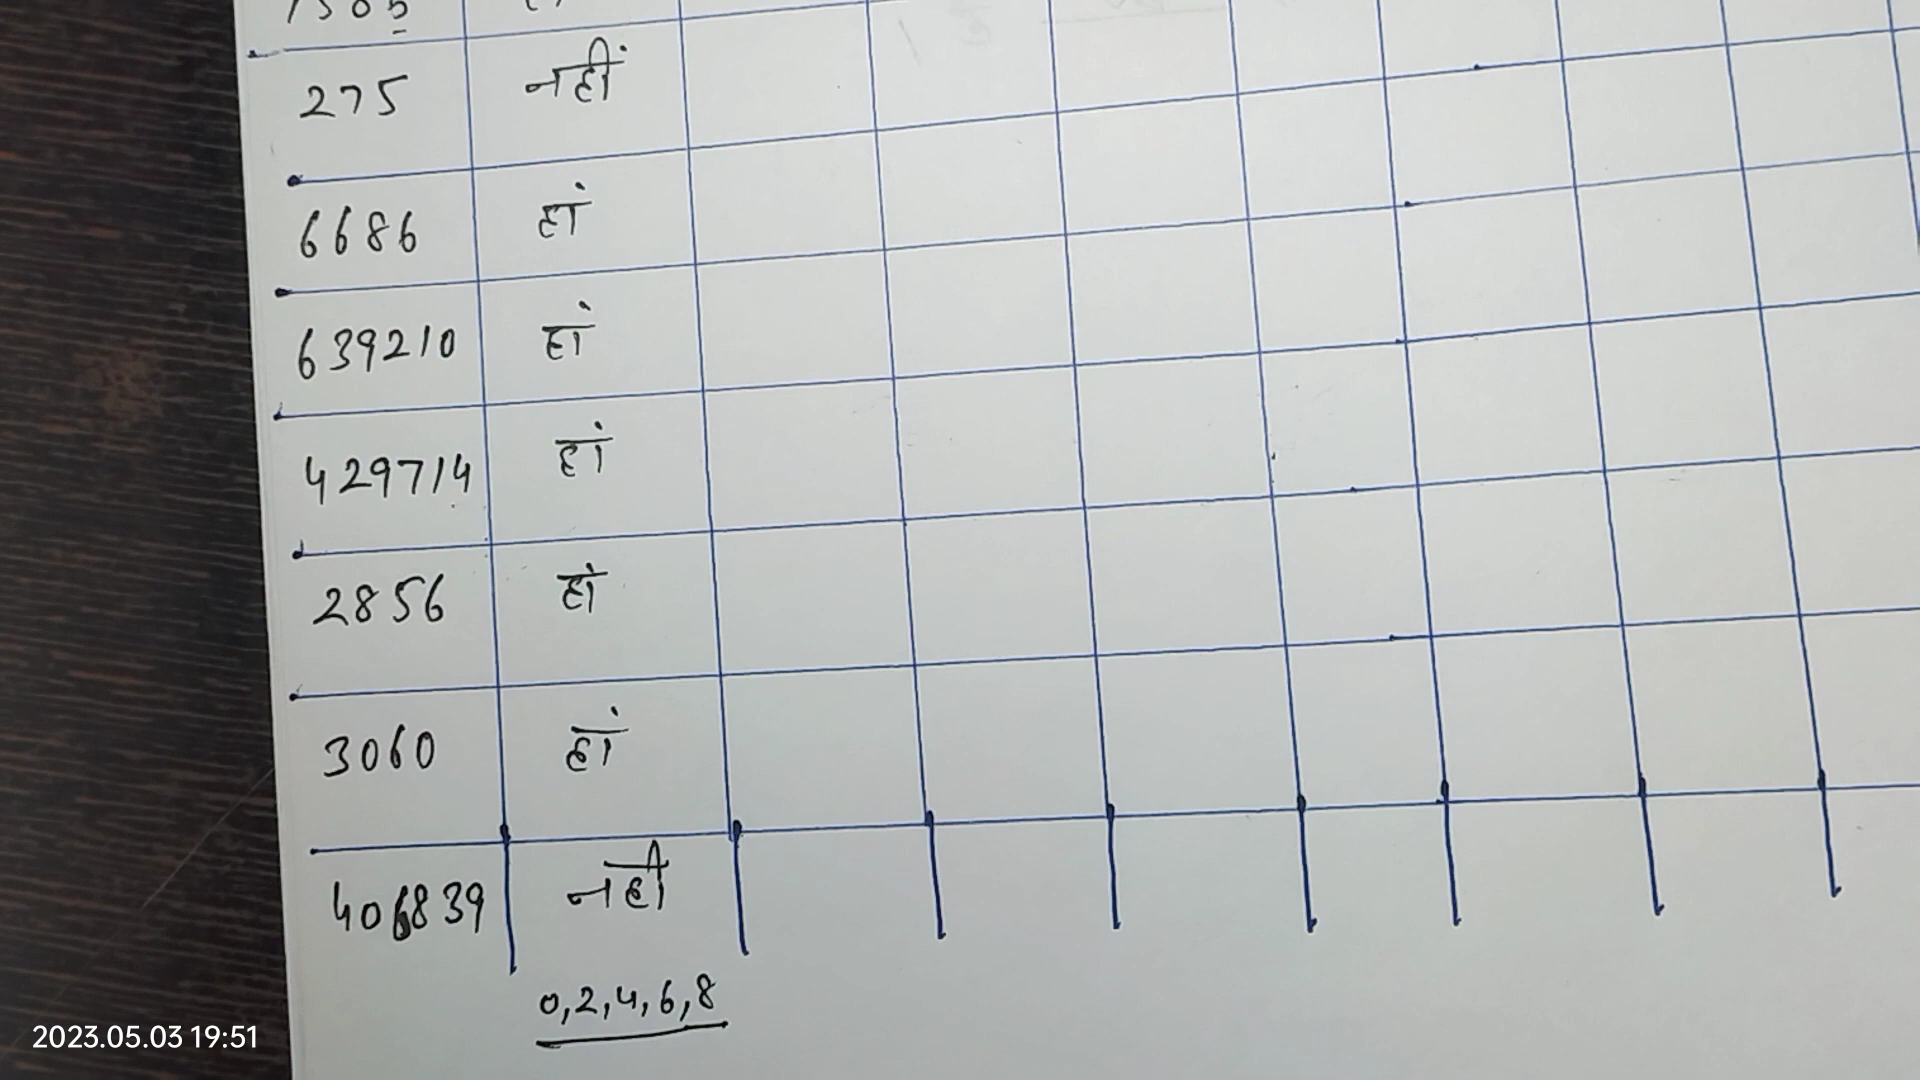 275 नहीं
6686 हां
639210 हां
429714 हां
2856 हां
3060 हां
406839 नही
0,2,4,6,8
2023.05.03 19:51